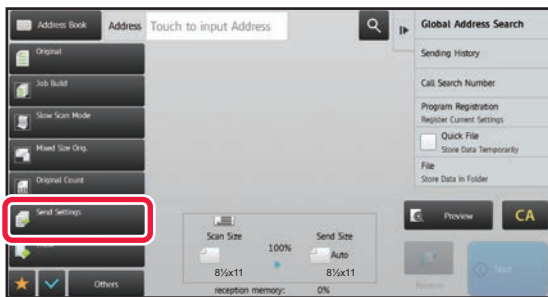 Address Book
Address
Touch to input Address
Global Address Search
Original
Sending History
Job Build
Call Search Number
Slow Scan Mode
Program Registration
Register Current Settings
Mixed Size Orig.
Quick File
Store Data Temporarily
Original Count
File
Store Data in Folder
Send Settings
Preview
CA
Scan Size
100%
Send Size
Auto
8½x11
8½x11
Others
reception memory:
0%
Receive
Start